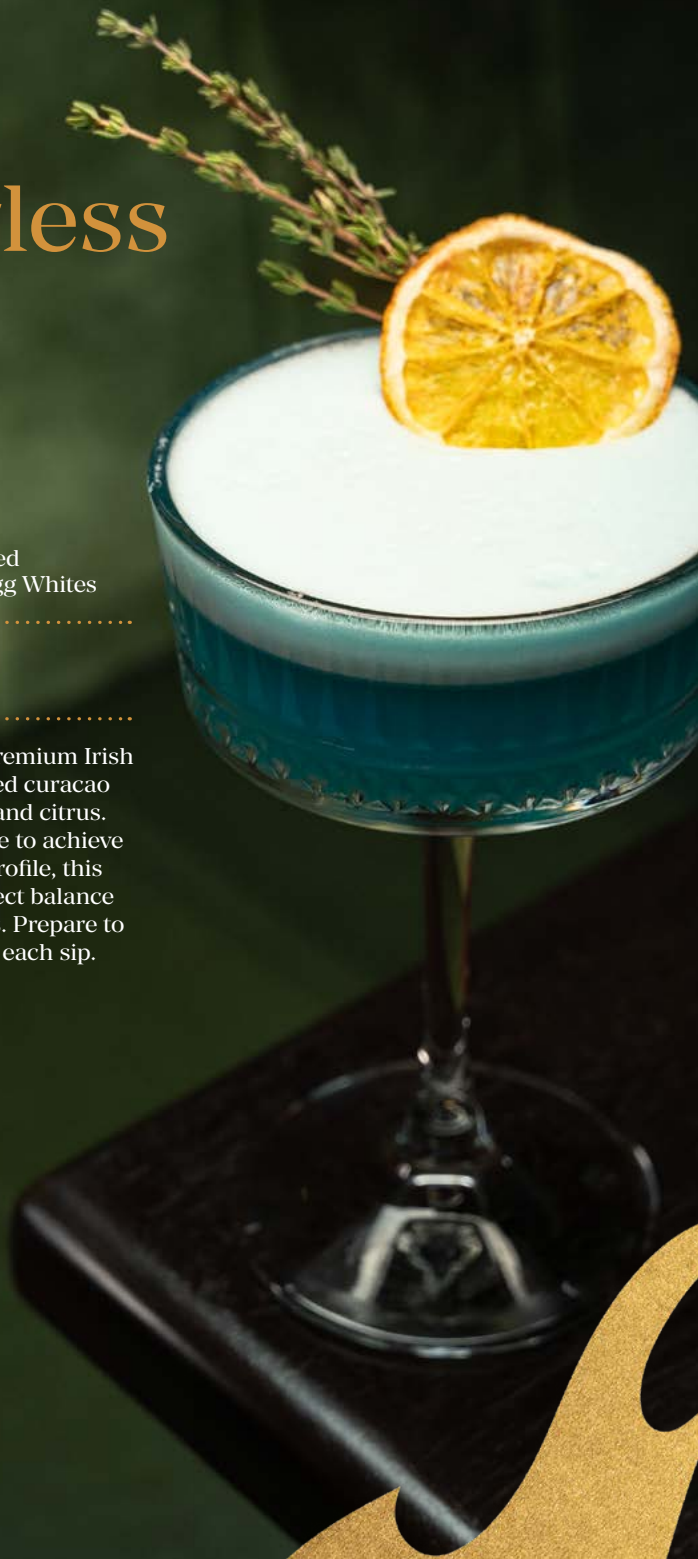 less
ed
gg Whites
remium Irish
ed curacao
and citrus.
e to achieve
rofile, this
ect balance
. Prepare to
each sip.